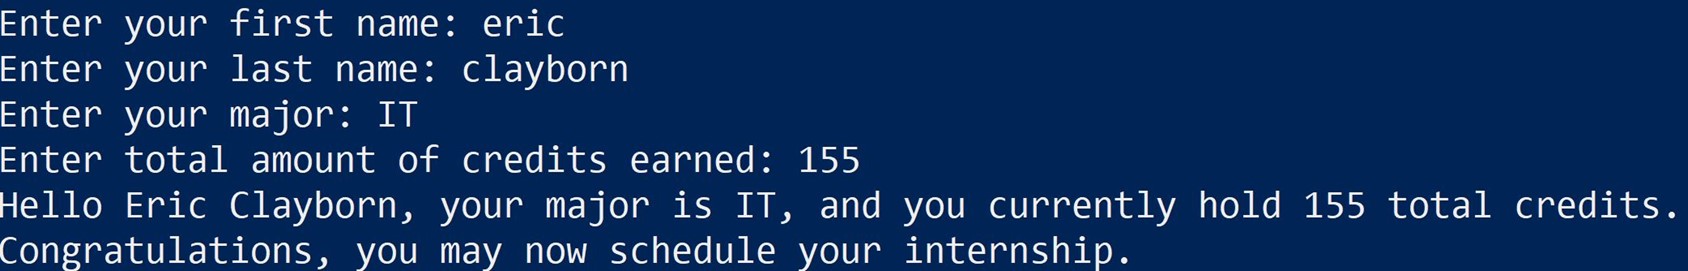 Enter your first name: eric
Enter your last name: clayborn
Enter your major: IT
Enter total amount of credits earned: 155
Hello Eric Clayborn, your major is IT, and you currently hold 155 total credits.
Congratulations, you may now schedule your internship.